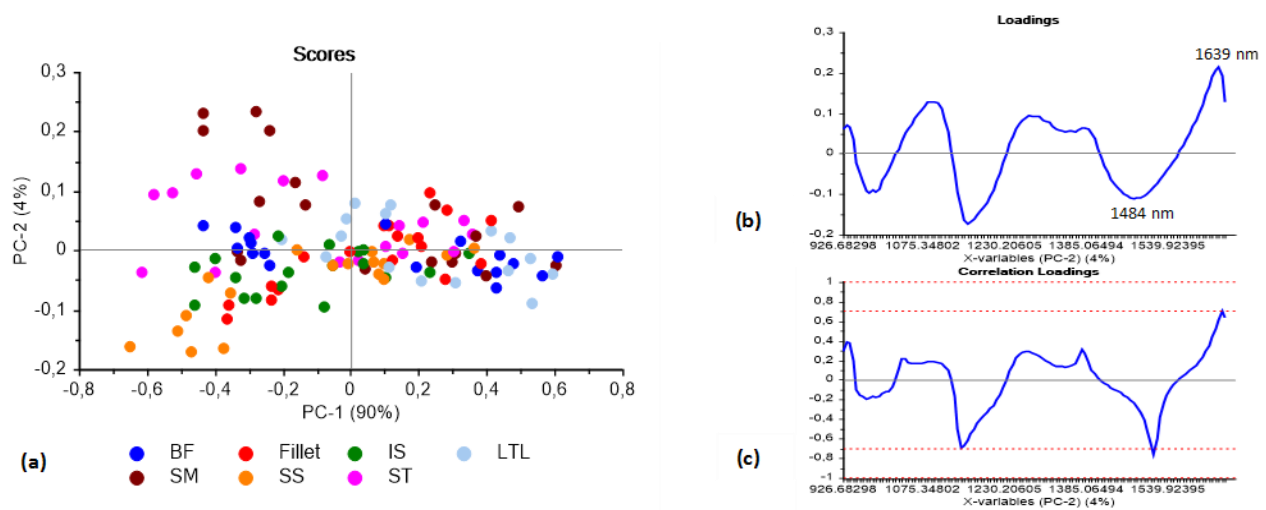 Scores
0,3
0,2
0,1
0
-0,1
-0,2
PC-2 (4%)
-0,8 -0,6 -0,4 -0,2 0 0,2 0,4 0,6 0,8
PC-1 (90%)
(a)
BF Fillet IS LTL
SM SS ST
Loadings
0,3
0,2
0,1
0
-0,1
-0,2
1639 nm
1484 nm
(b)
926.68298 1075.34802 1230.20605 1385.06494 1539.92395
X-variables (PC-2) (4%)
Correlation Loadings
1
0,8
0,6
0,4
0,2
0
-0,2
-0,4
-0,6
-0,8
-1
(c)
926.68298 1075.34802 1230.20605 1385.06494 1539.92395
X-variables (PC-2) (4%)